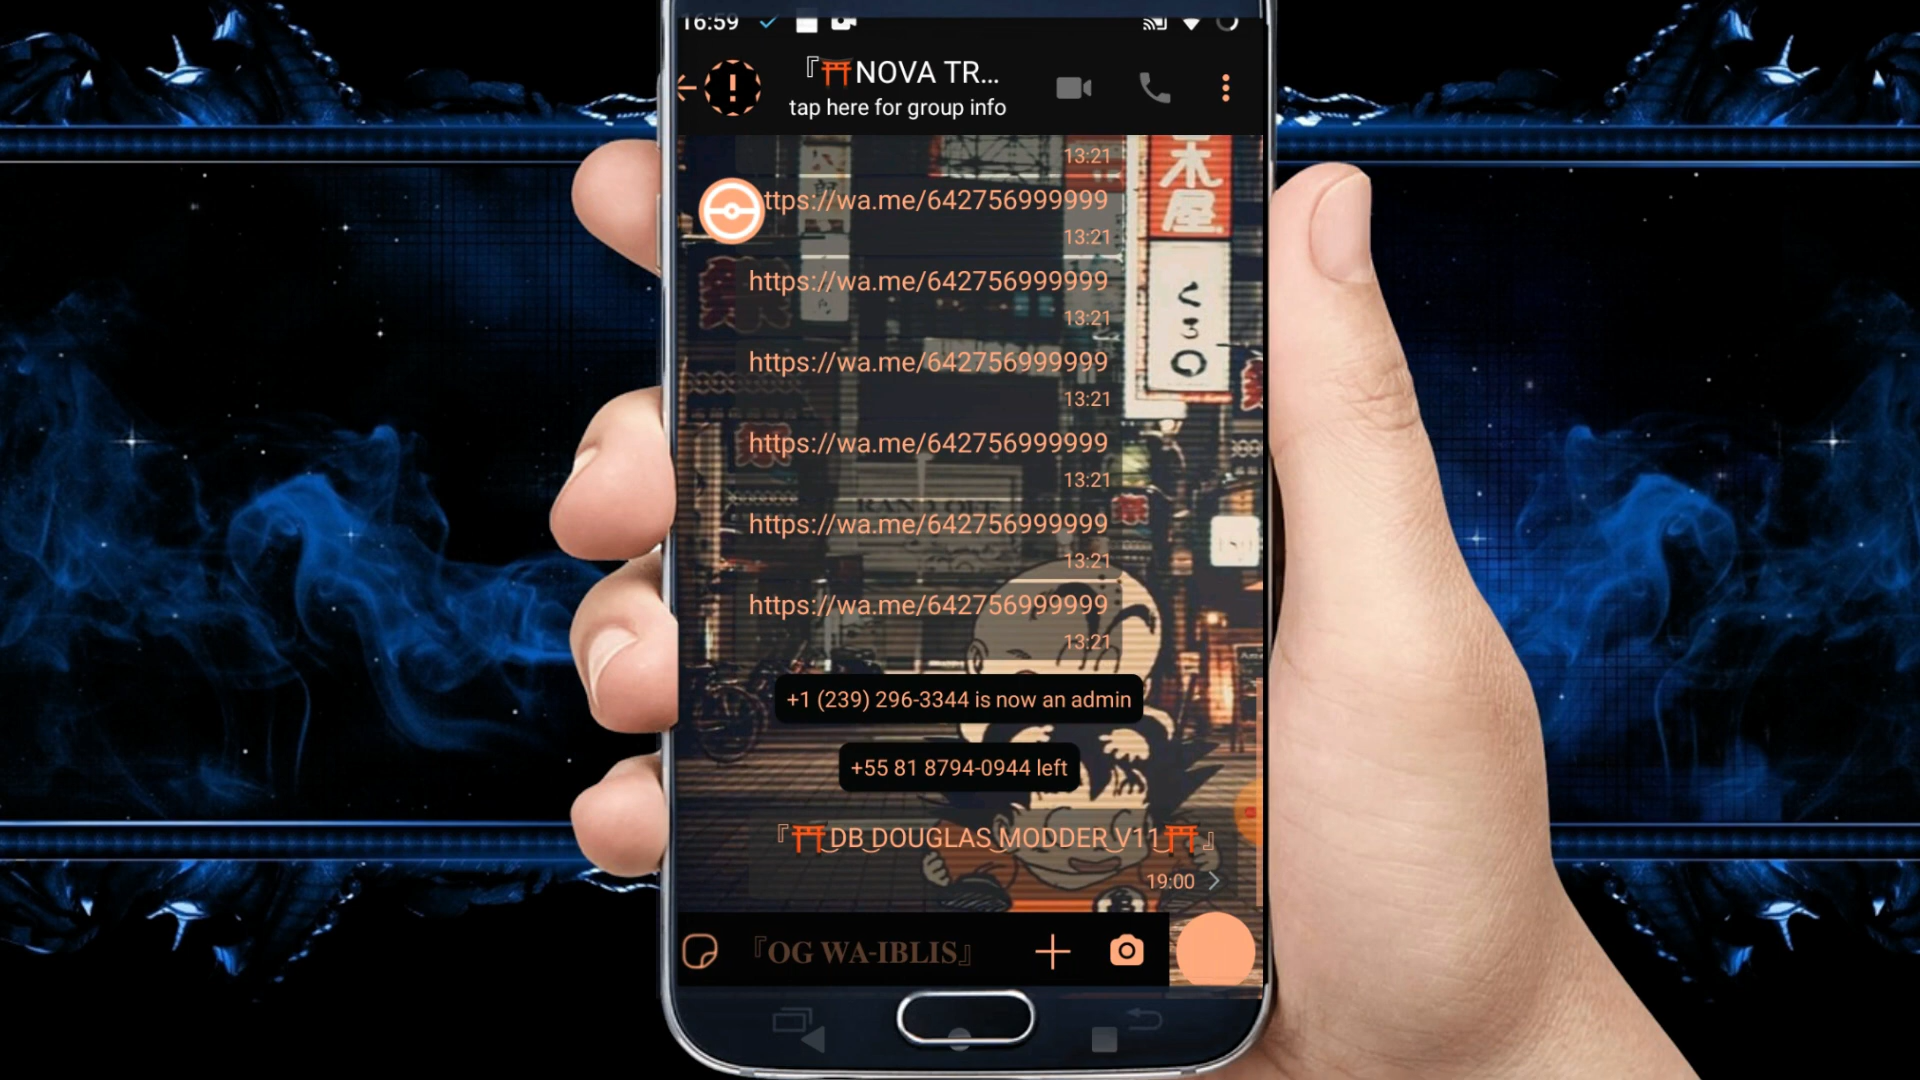 16:59
『⛩️NOVA TR...
tap here for group info
13:21
ttps://wa.me/642756999999
13:21
https://wa.me/642756999999
13:21
https://wa.me/642756999999
13:21
https://wa.me/642756999999
13:21
https://wa.me/642756999999
13:21
https://wa.me/642756999999
13:21
+1 (239) 296-3344 is now an admin
+55 81 8794-0944 left
『⛩️͜DB͜ DOUGLAS͜ MODDER͜ V11͜⛩️』
19:00
『OG WA-IBLIS』
木
屋